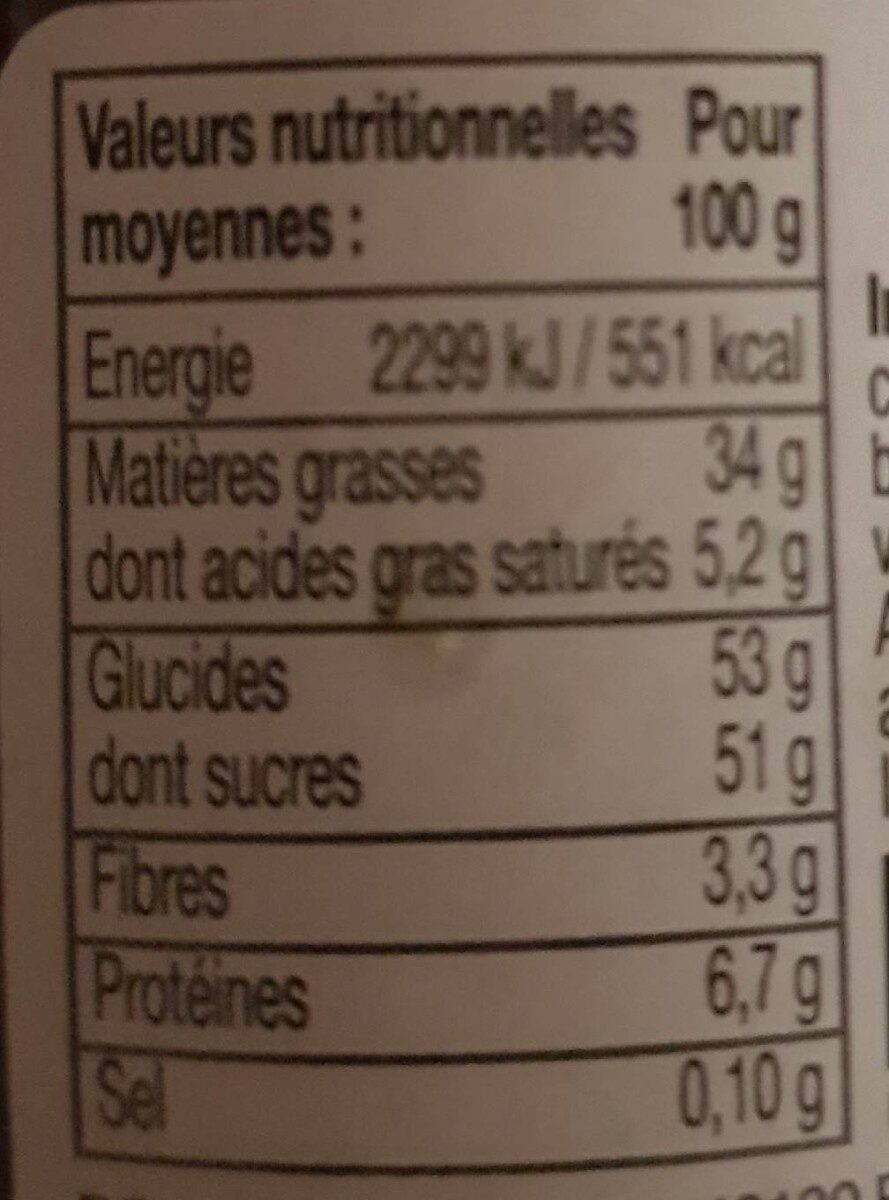 Valeurs nutritionnelles Pour
moyennes : 100 g
Energie 2299 kJ / 551 kcal
Matières grasses 34 g
dont acides gras saturés 5,2 g
Glucides 53 g
dont sucres 51 g
Fibres 3,3 g
Protéines 6,7 g
Sel 0,10 g